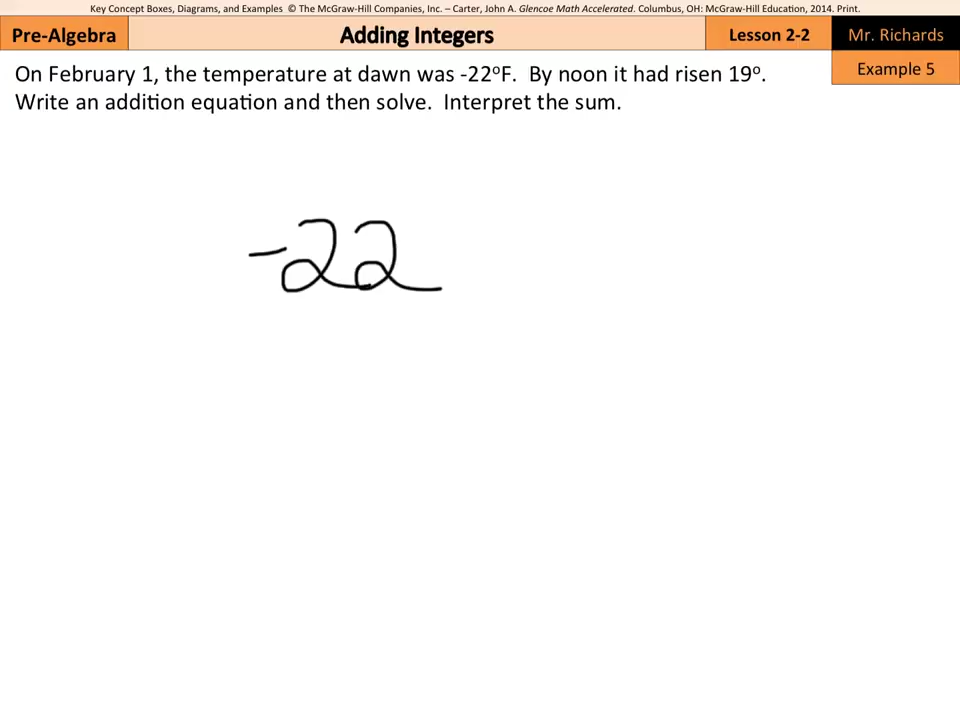 Key Concept Boxes, Diagrams, and Examples © The McGraw-Hill Companies, Inc. – Carter, John A. Glencoe Math Accelerated. Columbus, OH: McGraw-Hill Education, 2014. Print.
Pre-Algebra
Adding Integers
Lesson 2-2
Mr. Richards
Example 5
On February 1, the temperature at dawn was -22ºF. By noon it had risen 19º.
Write an addition equation and then solve. Interpret the sum.
-22